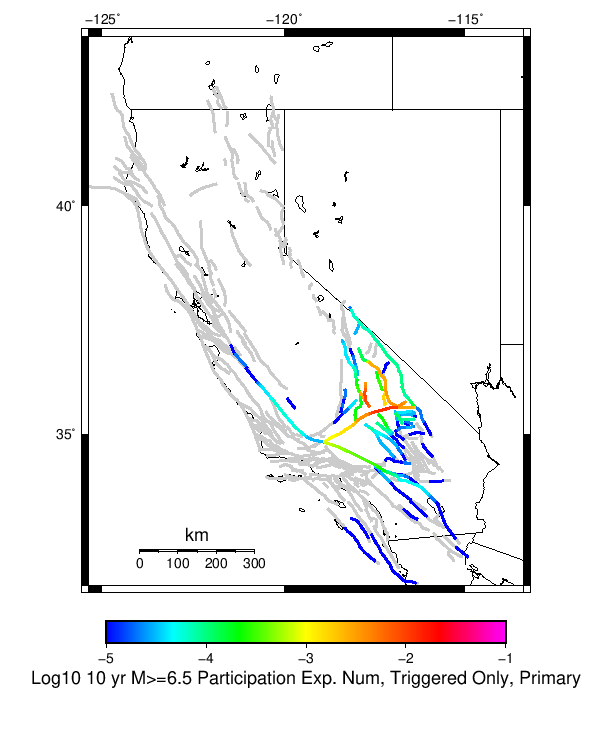 −125˚ −120˚ −115˚
40˚
35˚
km
0 100 200 300
−5 −4 −3 −2 −1
Log10 10 yr M>=6.5 Participation Exp. Num, Triggered Only, Primary